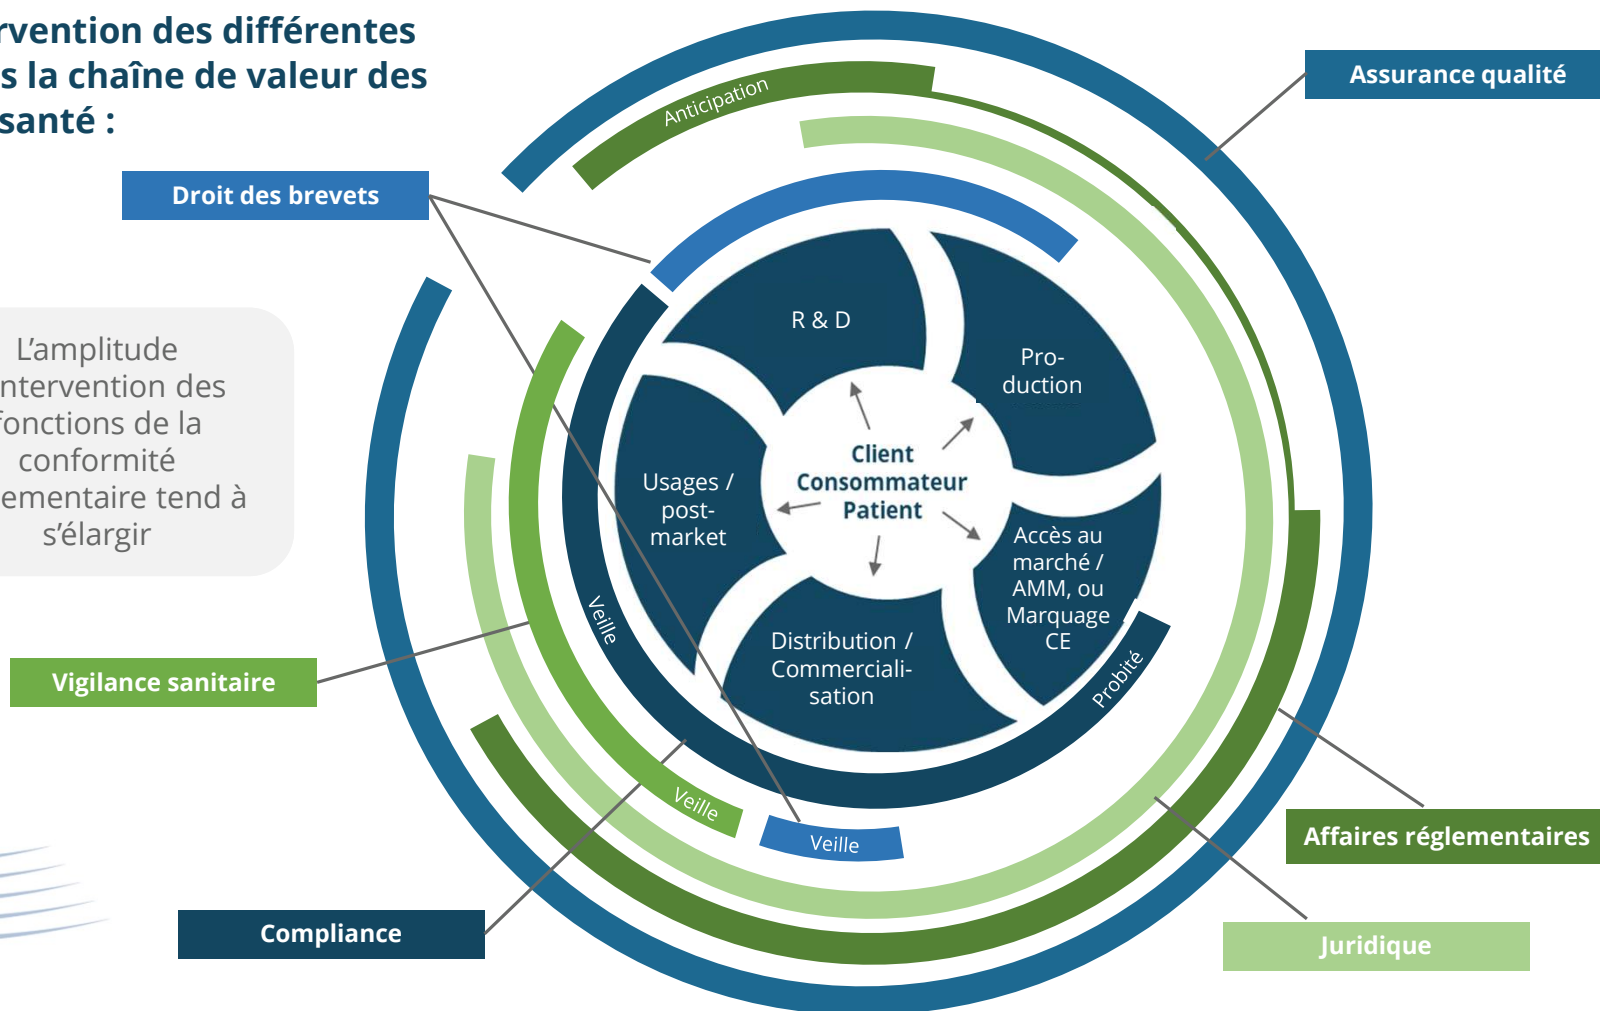 rvention des différentes
s la chaîne de valeur des
santé :
Assurance qualité
Anticipation
Droit des brevets
R & D
Pro-
duction
L’amplitude
intervention des
fonctions de la
conformité
lementaire tend à
s’élargir
Client
Consommateur
Patient
Usages /
post-
market
Accès au
marché /
AMM, ou
Marquage
CE
Veille
Distribution /
Commerciali-
sation
Probité
Vigilance sanitaire
Veille
Veille
Affaires réglementaires
Compliance
Juridique